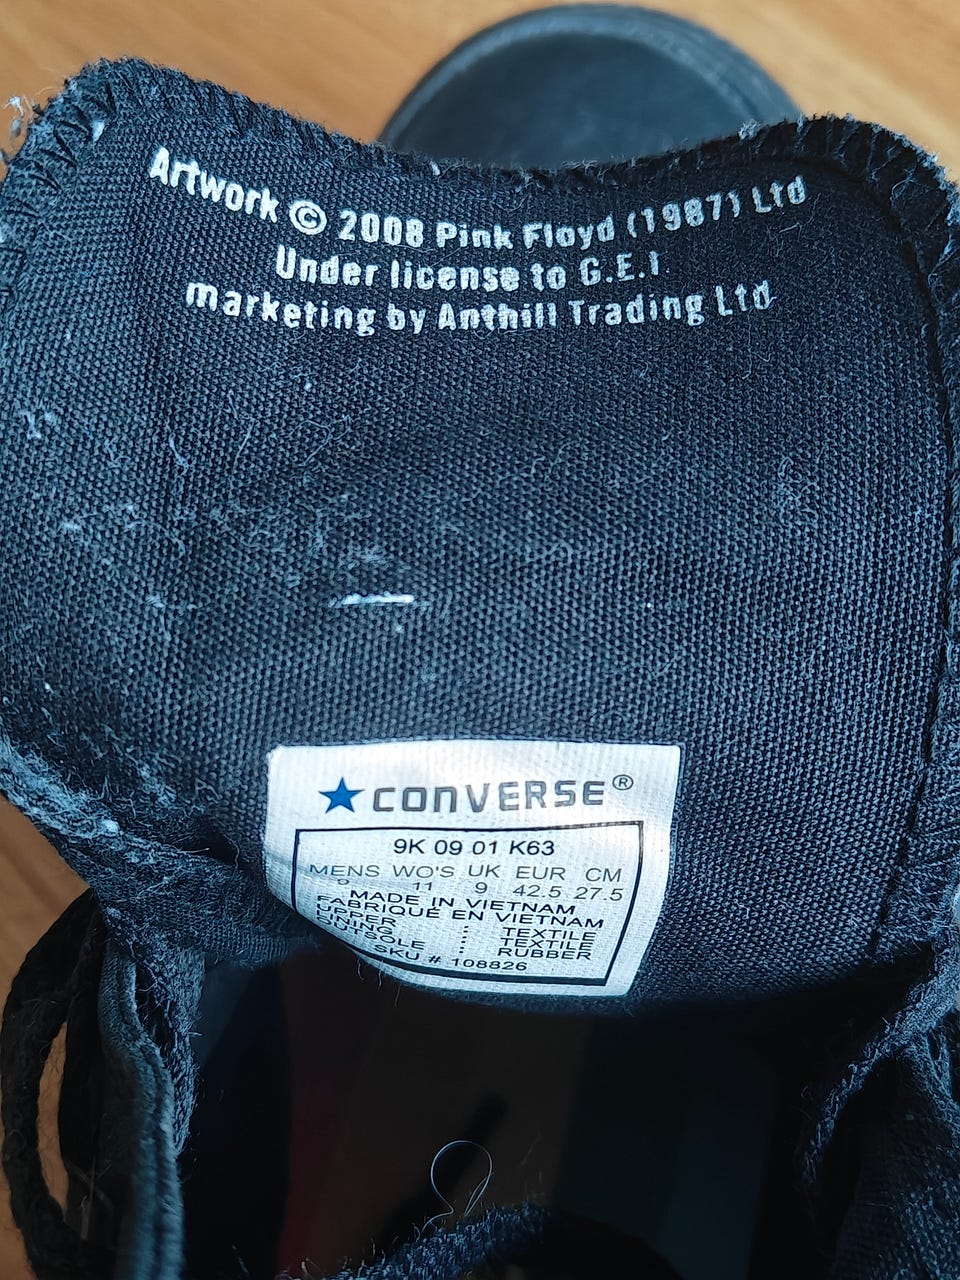 Artwork © 2008 Pink Floyd (1987) Ltd
Under license to G.E.I.
marketing by Anthill Trading Ltd
CONVERSE®
9K 09 01 K63
MENS WO'S UK EUR CM
9 11 9 42.5 27.5
MADE IN VIETNAM
FABRIQUÉ EN VIETNAM
UPPER : TEXTILE
LINING : TEXTILE
OUTSOLE : RUBBER
SKU # 108826